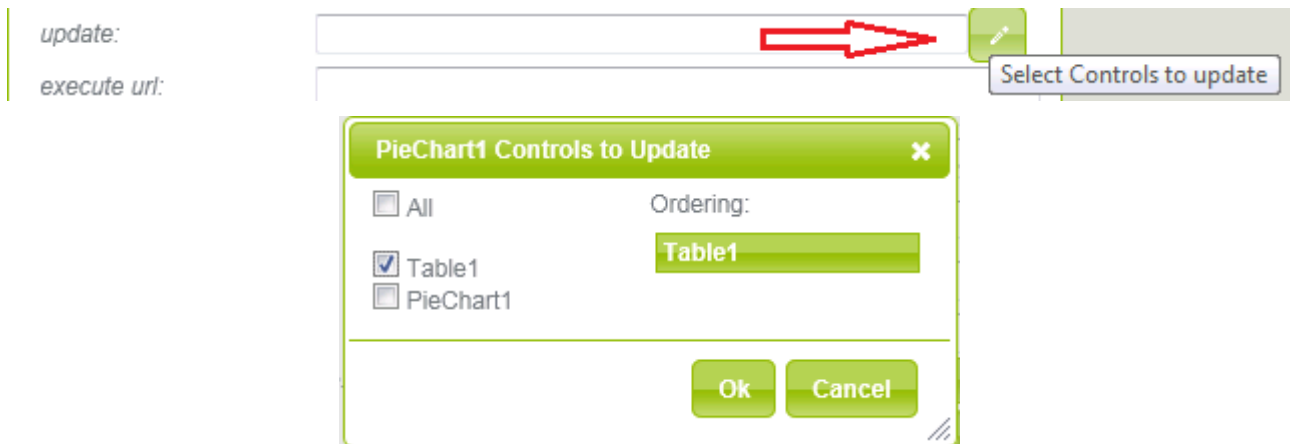 update:
Select Controls to update
execute url:
PieChart1 Controls to Update
All
Ordering:
Table1
Table1
PieChart1
Ok
Cancel